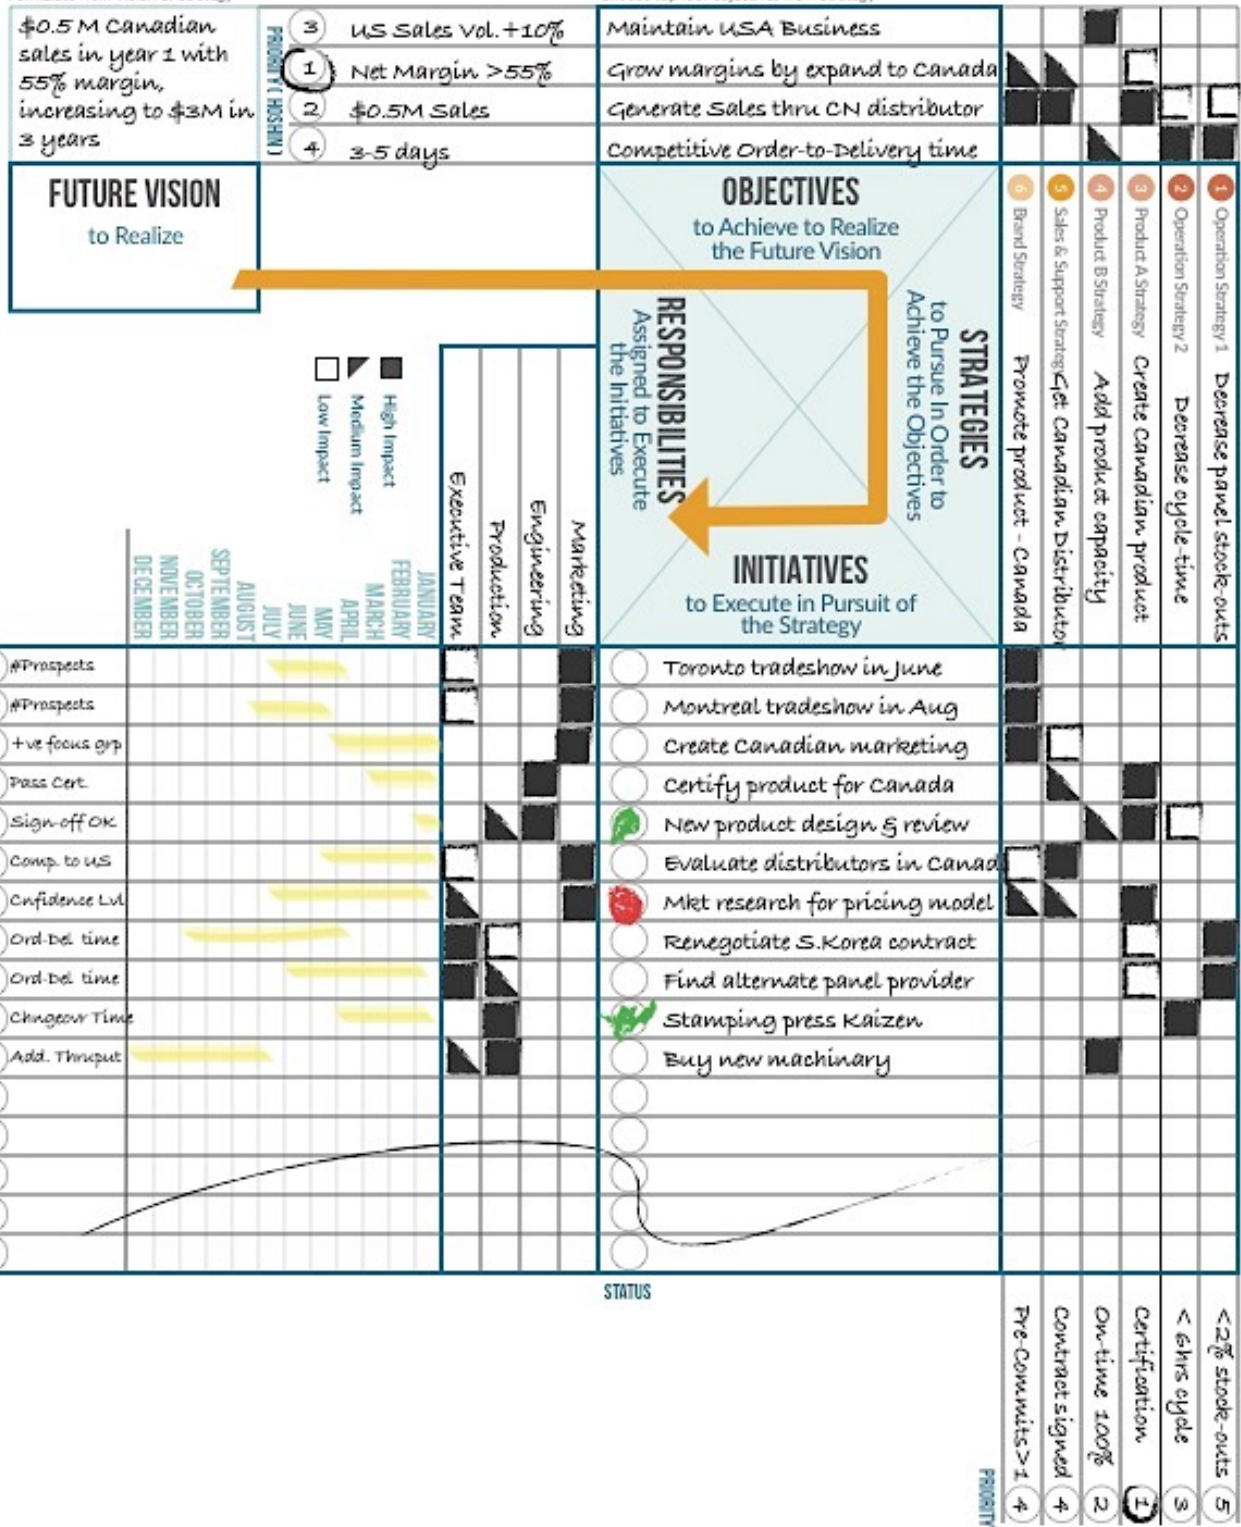 $0.5 M Canadian
sales in year 1 with
55% margin,
increasing to $3M in
3 years
PRIORITY (HOSHIN)
3 US Sales Vol. +10%
1 Net Margin >55%
2 $0.5M Sales
4 3-5 days
Maintain USA Business
Grow margins by expand to Canada
Generate Sales thru CN distributor
Competitive Order-to-Delivery time
FUTURE VISION
to Realize
OBJECTIVES
to Achieve to Realize
the Future Vision
STRATEGIES
to Pursue In Order to
Achieve the Objectives
RESPONSIBILITIES
Assigned to Execute
the Initiatives
INITIATIVES
to Execute in Pursuit of
the Strategy
1 Operation Strategy 1 Decrease panel stock-outs
2 Operation Strategy 2 Decrease cycle-time
3 Product A Strategy Create Canadian product
4 Product B Strategy Add product capacity
5 Sales & Support Strategy Get Canadian Distributor
6 Brand Strategy Promote product - Canada
High Impact
Medium Impact
Low Impact
Marketing
Engineering
Production
Executive Team
JANUARY
FEBRUARY
MARCH
APRIL
MAY
JUNE
JULY
AUGUST
SEPTEMBER
OCTOBER
NOVEMBER
DECEMBER
#Prospects
#Prospects
+ve focus grp
Pass Cert.
Sign-off OK
Comp. to US
Cnfidence Lvl
Ord-Del time
Ord-Del time
Chngeovr Time
Add. Thruput
Toronto tradeshow in June
Montreal tradeshow in Aug
Create Canadian marketing
Certify product for Canada
New product design & review
Evaluate distributors in Canad
Mkt research for pricing model
Renegotiate S.Korea contract
Find alternate panel provider
Stamping press Kaizen
Buy new machinary
STATUS
<2% stock-outs 5
< 6hrs cycle 3
Certification 1
On-time 100% 2
Contract signed 4
Pre-Commits>1 4
PRIORITY